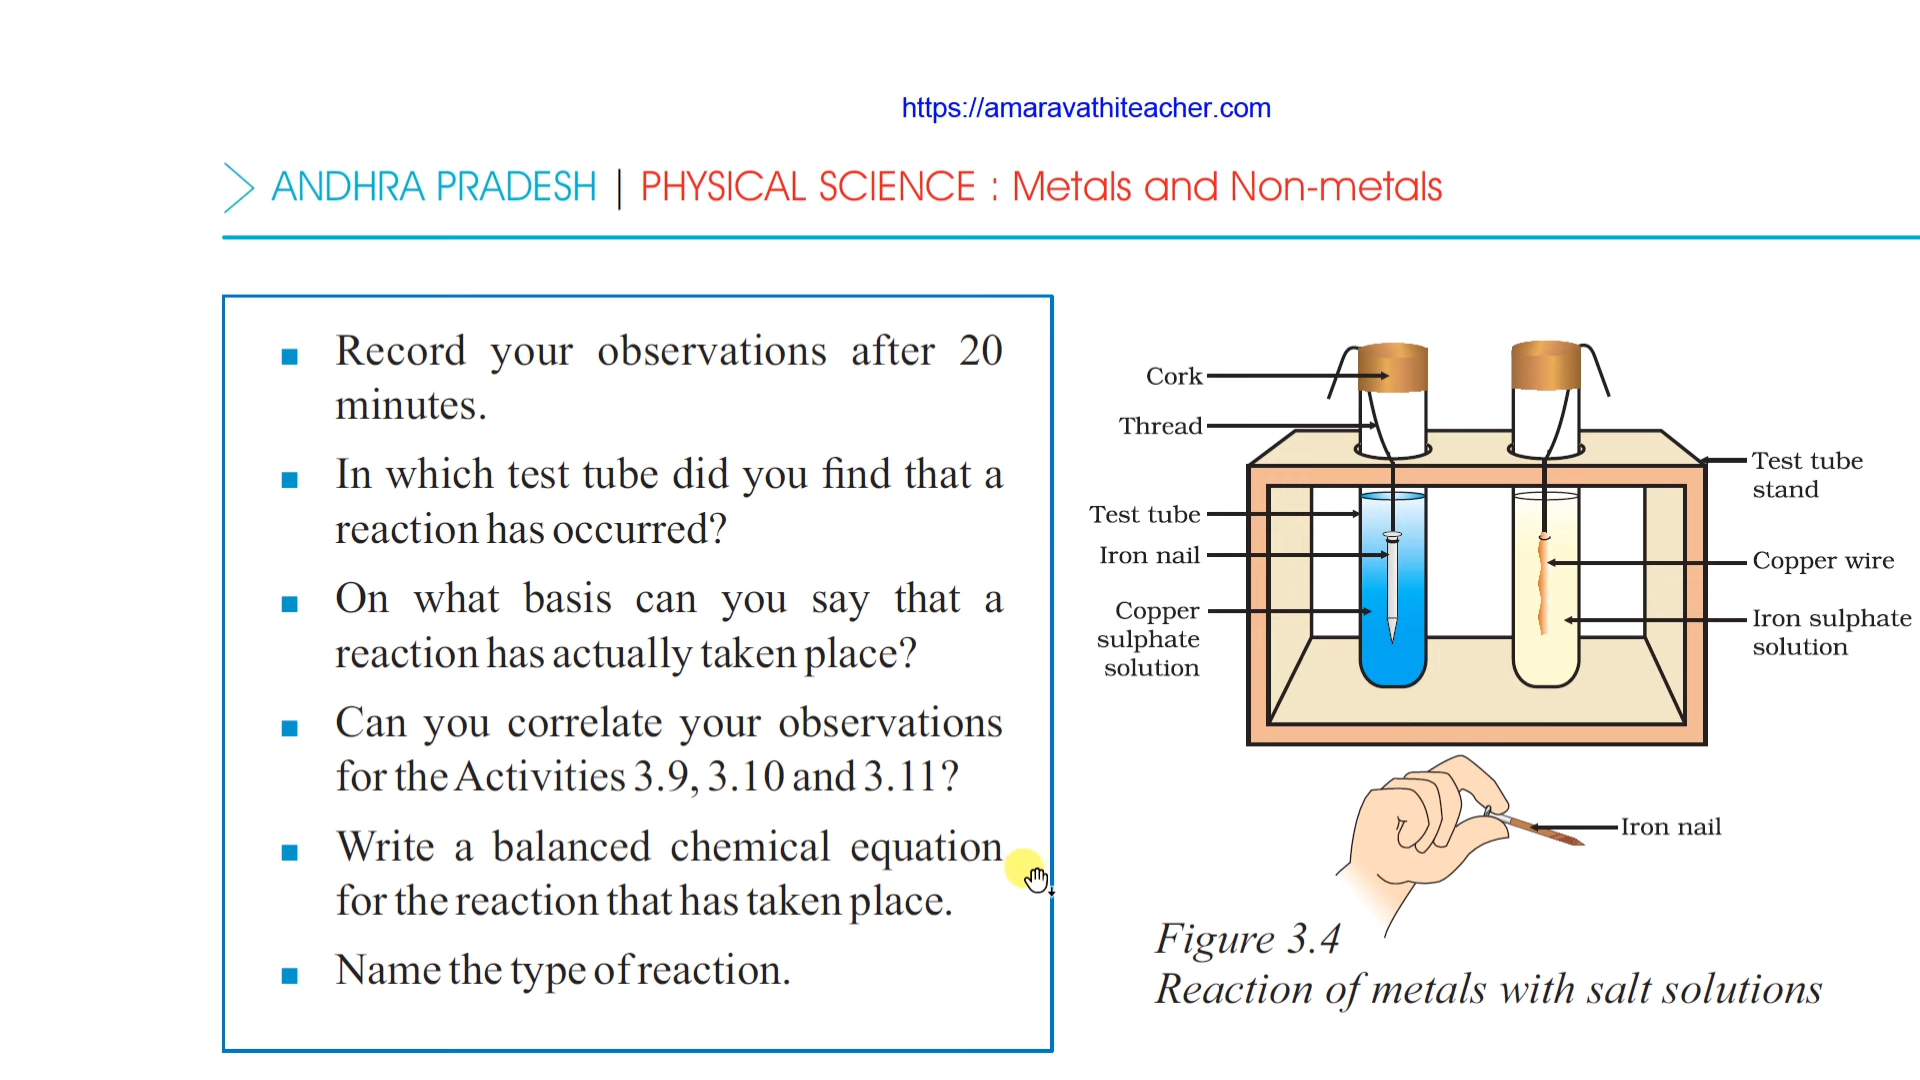 https://amaravathiteacher.com
ANDHRA PRADESH | PHYSICAL SCIENCE : Metals and Non-metals
■ Record your observations after 20
minutes.
■ In which test tube did you find that a
reaction has occurred?
■ On what basis can you say that a
reaction has actually taken place?
■ Can you correlate your observations
for the Activities 3.9, 3.10 and 3.11?
■ Write a balanced chemical equation
for the reaction that has taken place.
■ Name the type of reaction.
Cork
Thread
Test tube
Iron nail
Copper
sulphate
solution
Test tube
stand
Copper wire
Iron sulphate
solution
Iron nail
Figure 3.4
Reaction of metals with salt solutions